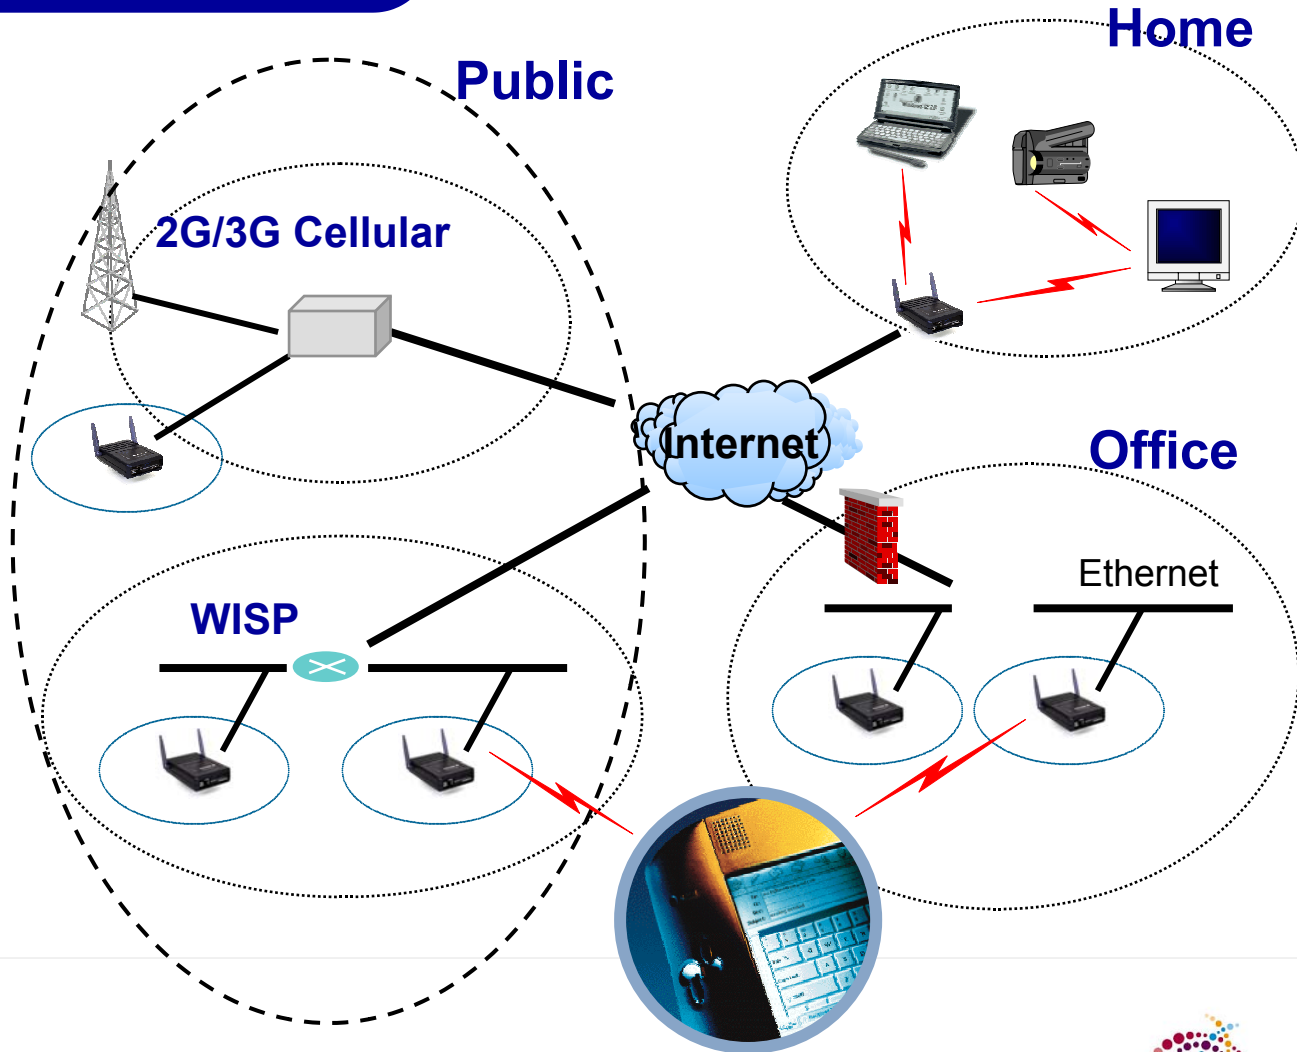 Home
Public
2G/3G Cellular
Internet
Office
Ethernet
WISP